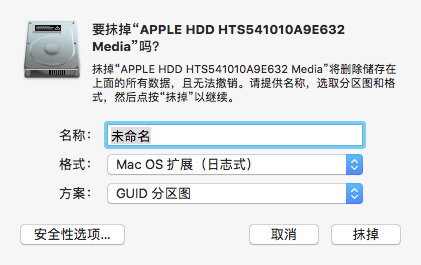 要抹掉“APPLE HDD HTS541010A9E632
Media”吗?
抹掉“APPLE HDD HTS541010A9E632 Media”将删除储存在
上面的所有数据，且无法撤销。请提供名称，选取分区图和格
式，然后点按“抹掉”以继续。
名称：未命名
格式：Mac OS 扩展（日志式）
方案：GUID 分区图
安全性选项... 取消 抹掉